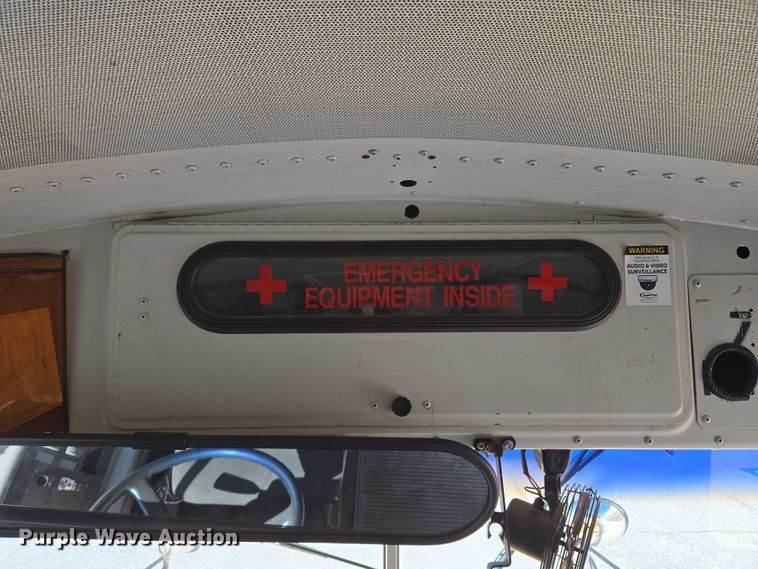 EMERGENCY
EQUIPMENT INSIDE
WARNING
AUDIO & VIDEO
SURVEILLANCE
Purple Wave Auction